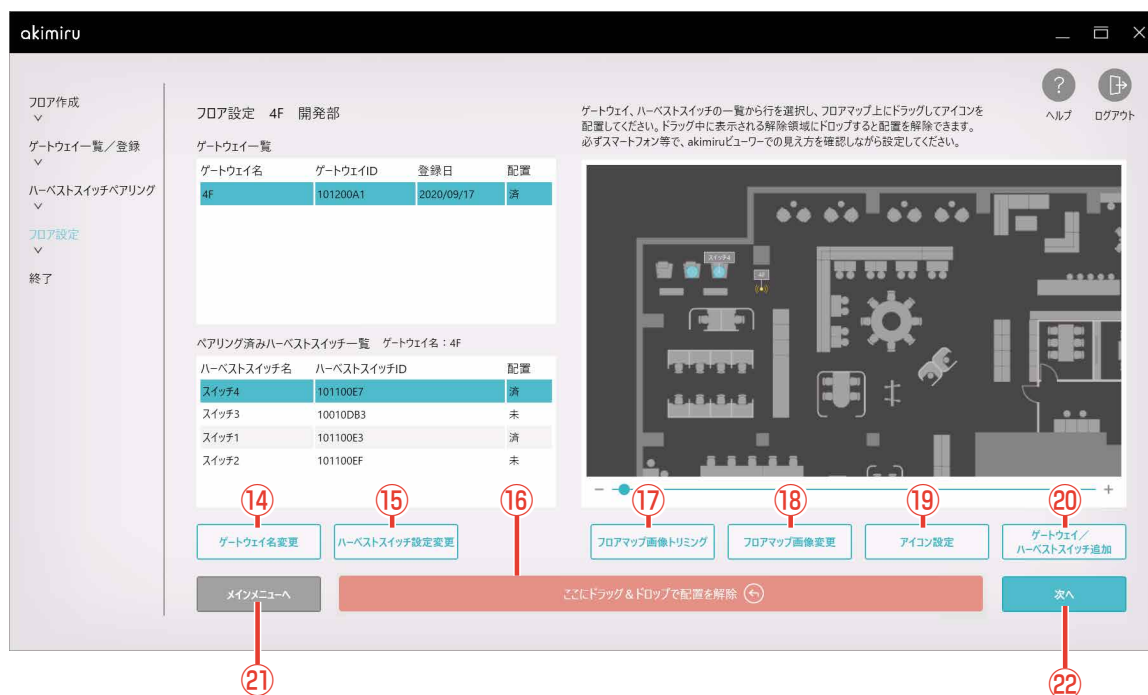 akimiru
ヘルプ
ログアウト
フロア作成
ゲートウェイ一覧／登録
ハーベストスイッチペアリング
フロア設定
終了
フロア設定 4F 開発部
ゲートウェイ一覧
ゲートウェイ名 ゲートウェイID 登録日 配置
4F 101200A1 2020/09/17 済
ペアリング済みハーベストスイッチ一覧 ゲートウェイ名：4F
ハーベストスイッチ名 ハーベストスイッチID 配置
スイッチ4 101100E7 済
スイッチ3 10010DB3 未
スイッチ1 101100E3 済
スイッチ2 101100EF 未
ゲートウェイ、ハーベストスイッチの一覧から行を選択し、フロアマップ上にドラッグしてアイコンを
配置してください。ドラッグ中に表示される解除領域にドロップすると配置を解除できます。
必ずスマートフォン等で、akimiruビューワーでの見え方を確認しながら設定してください。
スイッチ4
4F
⑭ ⑮ ⑯ ⑰ ⑱ ⑲ ⑳
ゲートウェイ名変更
ハーベストスイッチ設定変更
フロアマップ画像トリミング
フロアマップ画像変更
アイコン設定
ゲートウェイ／
ハーベストスイッチ追加
メインメニューへ
ここにドラッグ＆ドロップで配置を解除
次へ
㉑ ㉒